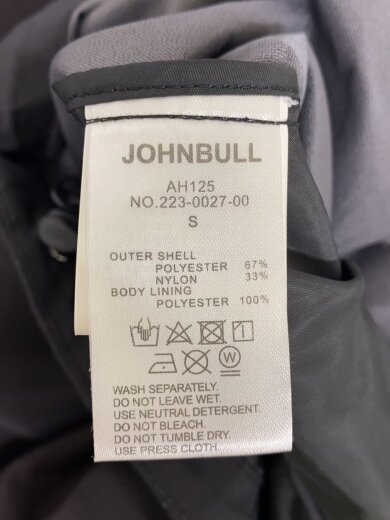 JOHNBULL
AH125
NO.223-0027-00
S
OUTER SHELL
POLYESTER 67%
NYLON 33%
BODY LINING
POLYESTER 100%
W
WASH SEPARATELY.
DO NOT LEAVE WET.
USE NEUTRAL DETERGENT.
DO NOT BLEACH.
DO NOT TUMBLE DRY.
USE PRESS CLOTH.